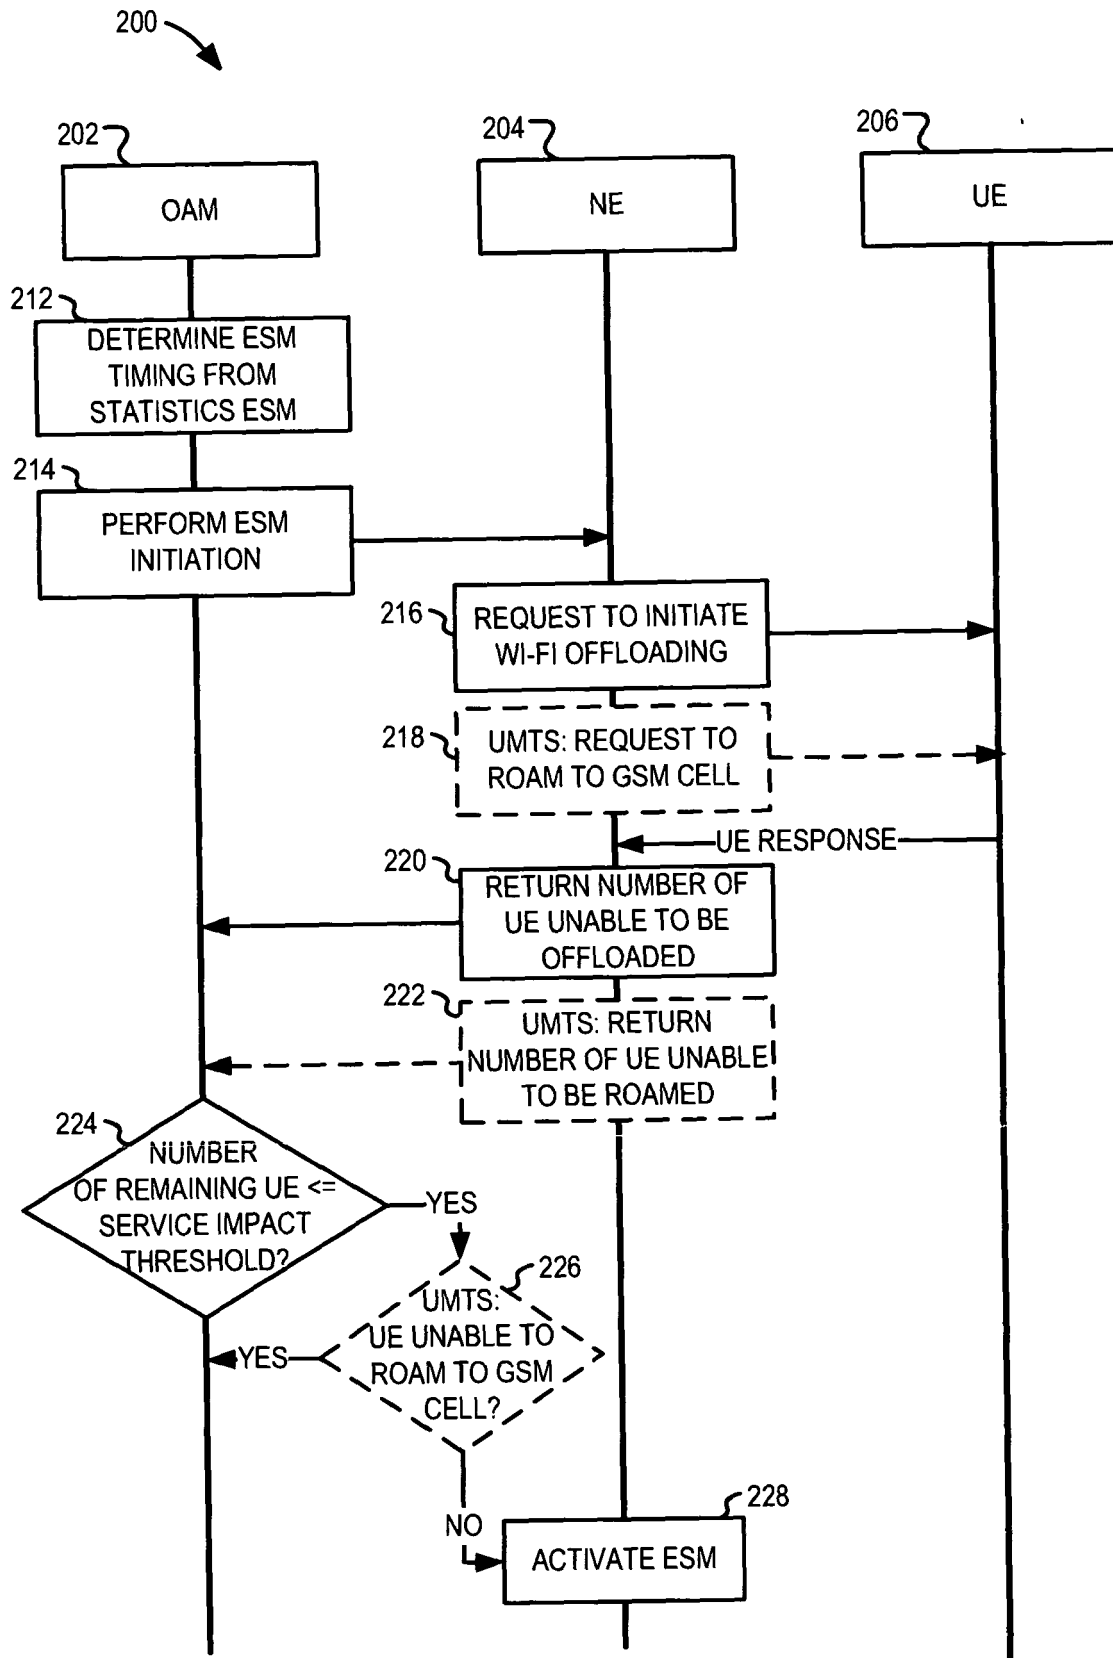 200
202
204
206
OAM
NE
UE
212
DETERMINE ESM
TIMING FROM
STATISTICS ESM
214
PERFORM ESM
INITIATION
216
REQUEST TO INITIATE
WI-FI OFFLOADING
218
UMTS: REQUEST TO
ROAM TO GSM CELL
UE RESPONSE
220
RETURN NUMBER OF
UE UNABLE TO BE
OFFLOADED
222
UMTS: RETURN
NUMBER OF UE UNABLE
TO BE ROAMED
224
NUMBER
OF REMAINING UE <=
SERVICE IMPACT
THRESHOLD?
YES
226
UMTS:
UE UNABLE TO
ROAM TO GSM
CELL?
YES
NO
228
ACTIVATE ESM